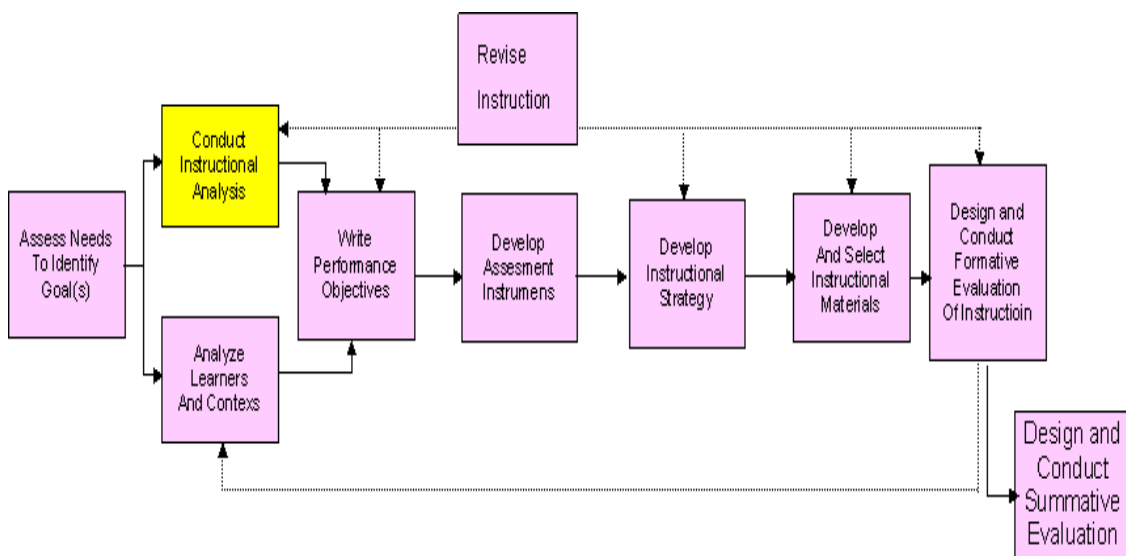 Revise
Instruction
Conduct
Instructional
Analysis
Assess Needs
To Identify
Goal(s)
Analyze
Learners
And Contexs
Write
Performance
Objectives
Develop
Assesment
Instrumens
Develop
Instructional
Strategy
Develop
And Select
Instructional
Materials
Design and
Conduct
Formative
Evaluation
Of Instructioin
Design and
Conduct
Summative
Evaluation